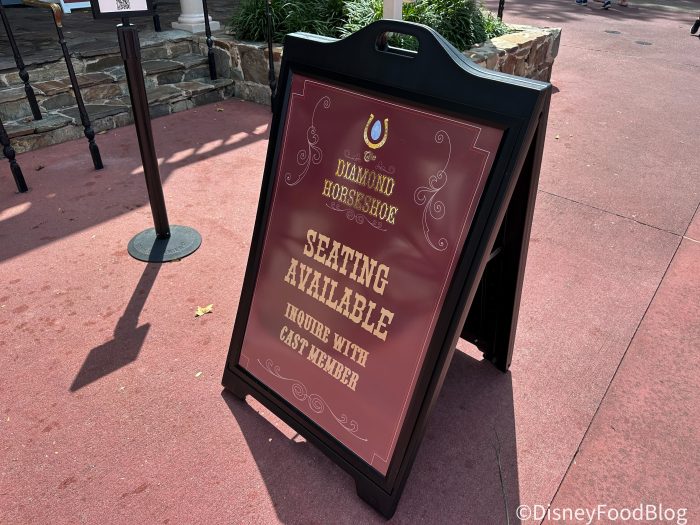 The
DIAMOND
HORSESHOE
SEATING
AVAILABLE
INQUIRE WITH
CAST MEMBER
©DisneyFoodBlog